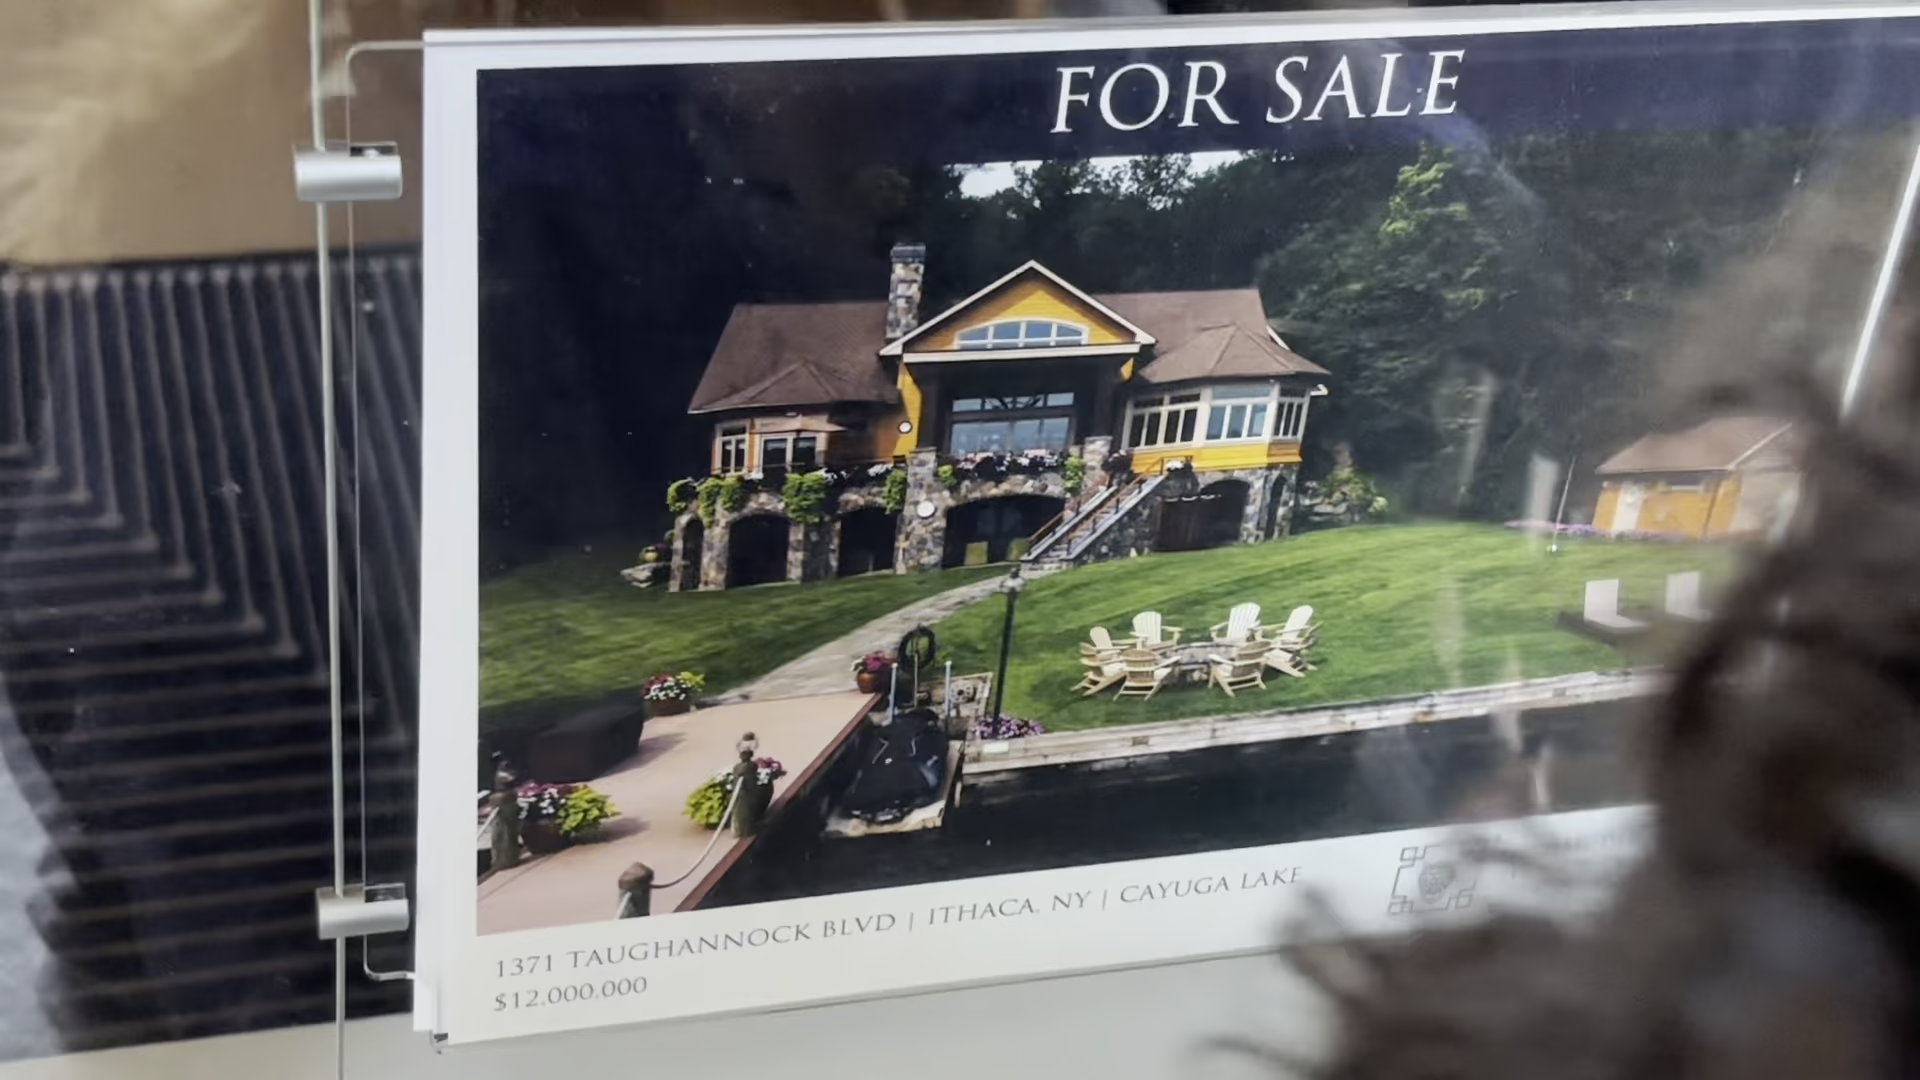 FOR SALE
1371 TAUGHANNOCK BLVD | ITHACA, NY | CAYUGA LAKE
$12,000,000